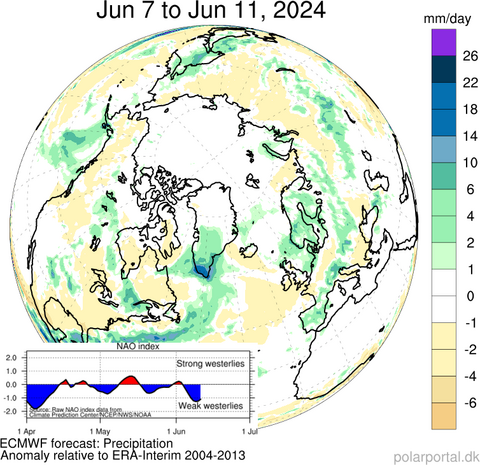 Jun 7 to Jun 11, 2024
mm/day
26
22
18
14
10
6
4
2
1
0
-1
-2
-4
-6
NAO index
2.0
1.0
0.0
-1.0
-2.0
Strong westerlies
Weak westerlies
Source: Raw NAO index data from
Climate Prediction Center/NCEP/NWS/NOAA
1 Apr 1 May 1 Jun 1 Jul
ECMWF forecast: Precipitation
Anomaly relative to ERA-Interim 2004-2013
polarportal.dk